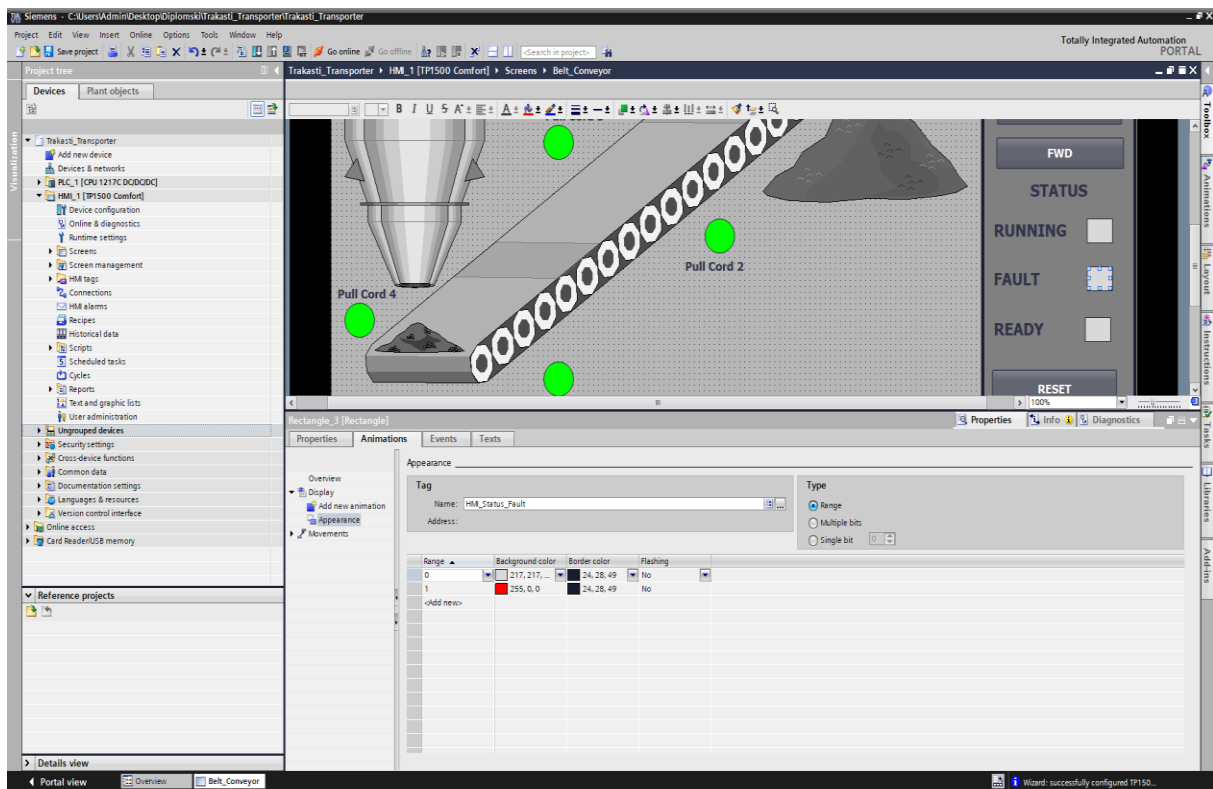 Siemens - C:\Users\Admin\Desktop\Diplomski\Trakasti_Transporter\Trakasti_Transporter
Project Edit View Insert Online Options Tools Window Help
Totally Integrated Automation
PORTAL
Save project Go online Go offline <Search in project>
Project tree
Trakasti_Transporter HMI_1 [TP1500 Comfort] Screens Belt_Conveyor
Devices Plant objects
B I U S
Visualization
Trakasti_Transporter
Add new device
Devices & networks
PLC_1 [CPU 1217C DC/DC/DC]
HMI_1 [TP1500 Comfort]
Device configuration
Online & diagnostics
Runtime settings
Screens
Screen management
HMI tags
Connections
HMI alarms
Recipes
Historical data
Scripts
Scheduled tasks
Cycles
Reports
Text and graphic lists
User administration
Ungrouped devices
Security settings
Cross-device functions
Common data
Documentation settings
Languages & resources
Version control interface
Online access
Card Reader/USB memory
Reference projects
Details view
Portal view Overview Belt_Conveyor
FWD
STATUS
RUNNING
Pull Cord 2
FAULT
Pull Cord 4
READY
RESET
100%
Rectangle_3 [Rectangle]
Properties Info Diagnostics
Properties Animations Events Texts
Overview
Display
Add new animation
Appearance
Movements
Appearance
Tag
Name: HMI_Status_Fault
Address:
Type
Range
Multiple bits
Single bit 0
Range Background color Border color Flashing
0 217, 217, ... 24, 28, 49 No
1 255, 0, 0 24, 28, 49 No
<Add new>
Toolbox
Animations
Layout
Instructions
Tasks
Libraries
Add-ins
Wizard: successfully configured TP150...